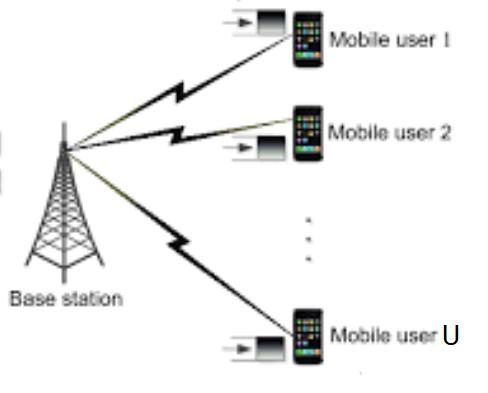 Mobile user 1
Mobile user 2
Base station
Mobile user U